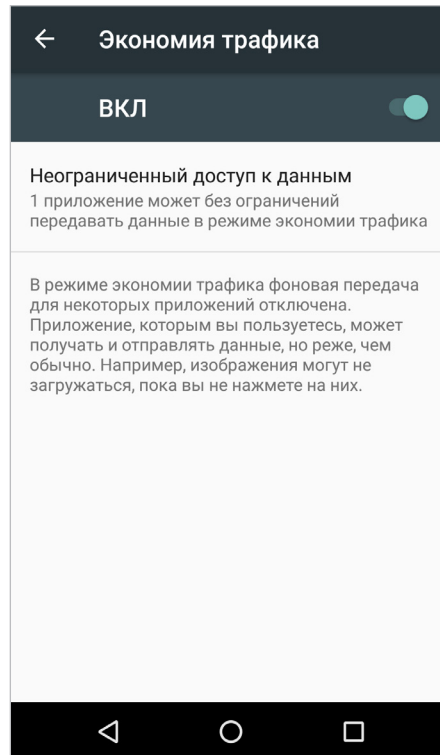 Экономия трафика
ВКЛ
Неограниченный доступ к данным
1 приложение может без ограничений
передавать данные в режиме экономии трафика
В режиме экономии трафика фоновая передача
для некоторых приложений отключена.
Приложение, которым вы пользуетесь, может
получать и отправлять данные, но реже, чем
обычно. Например, изображения могут не
загружаться, пока вы не нажмете на них.